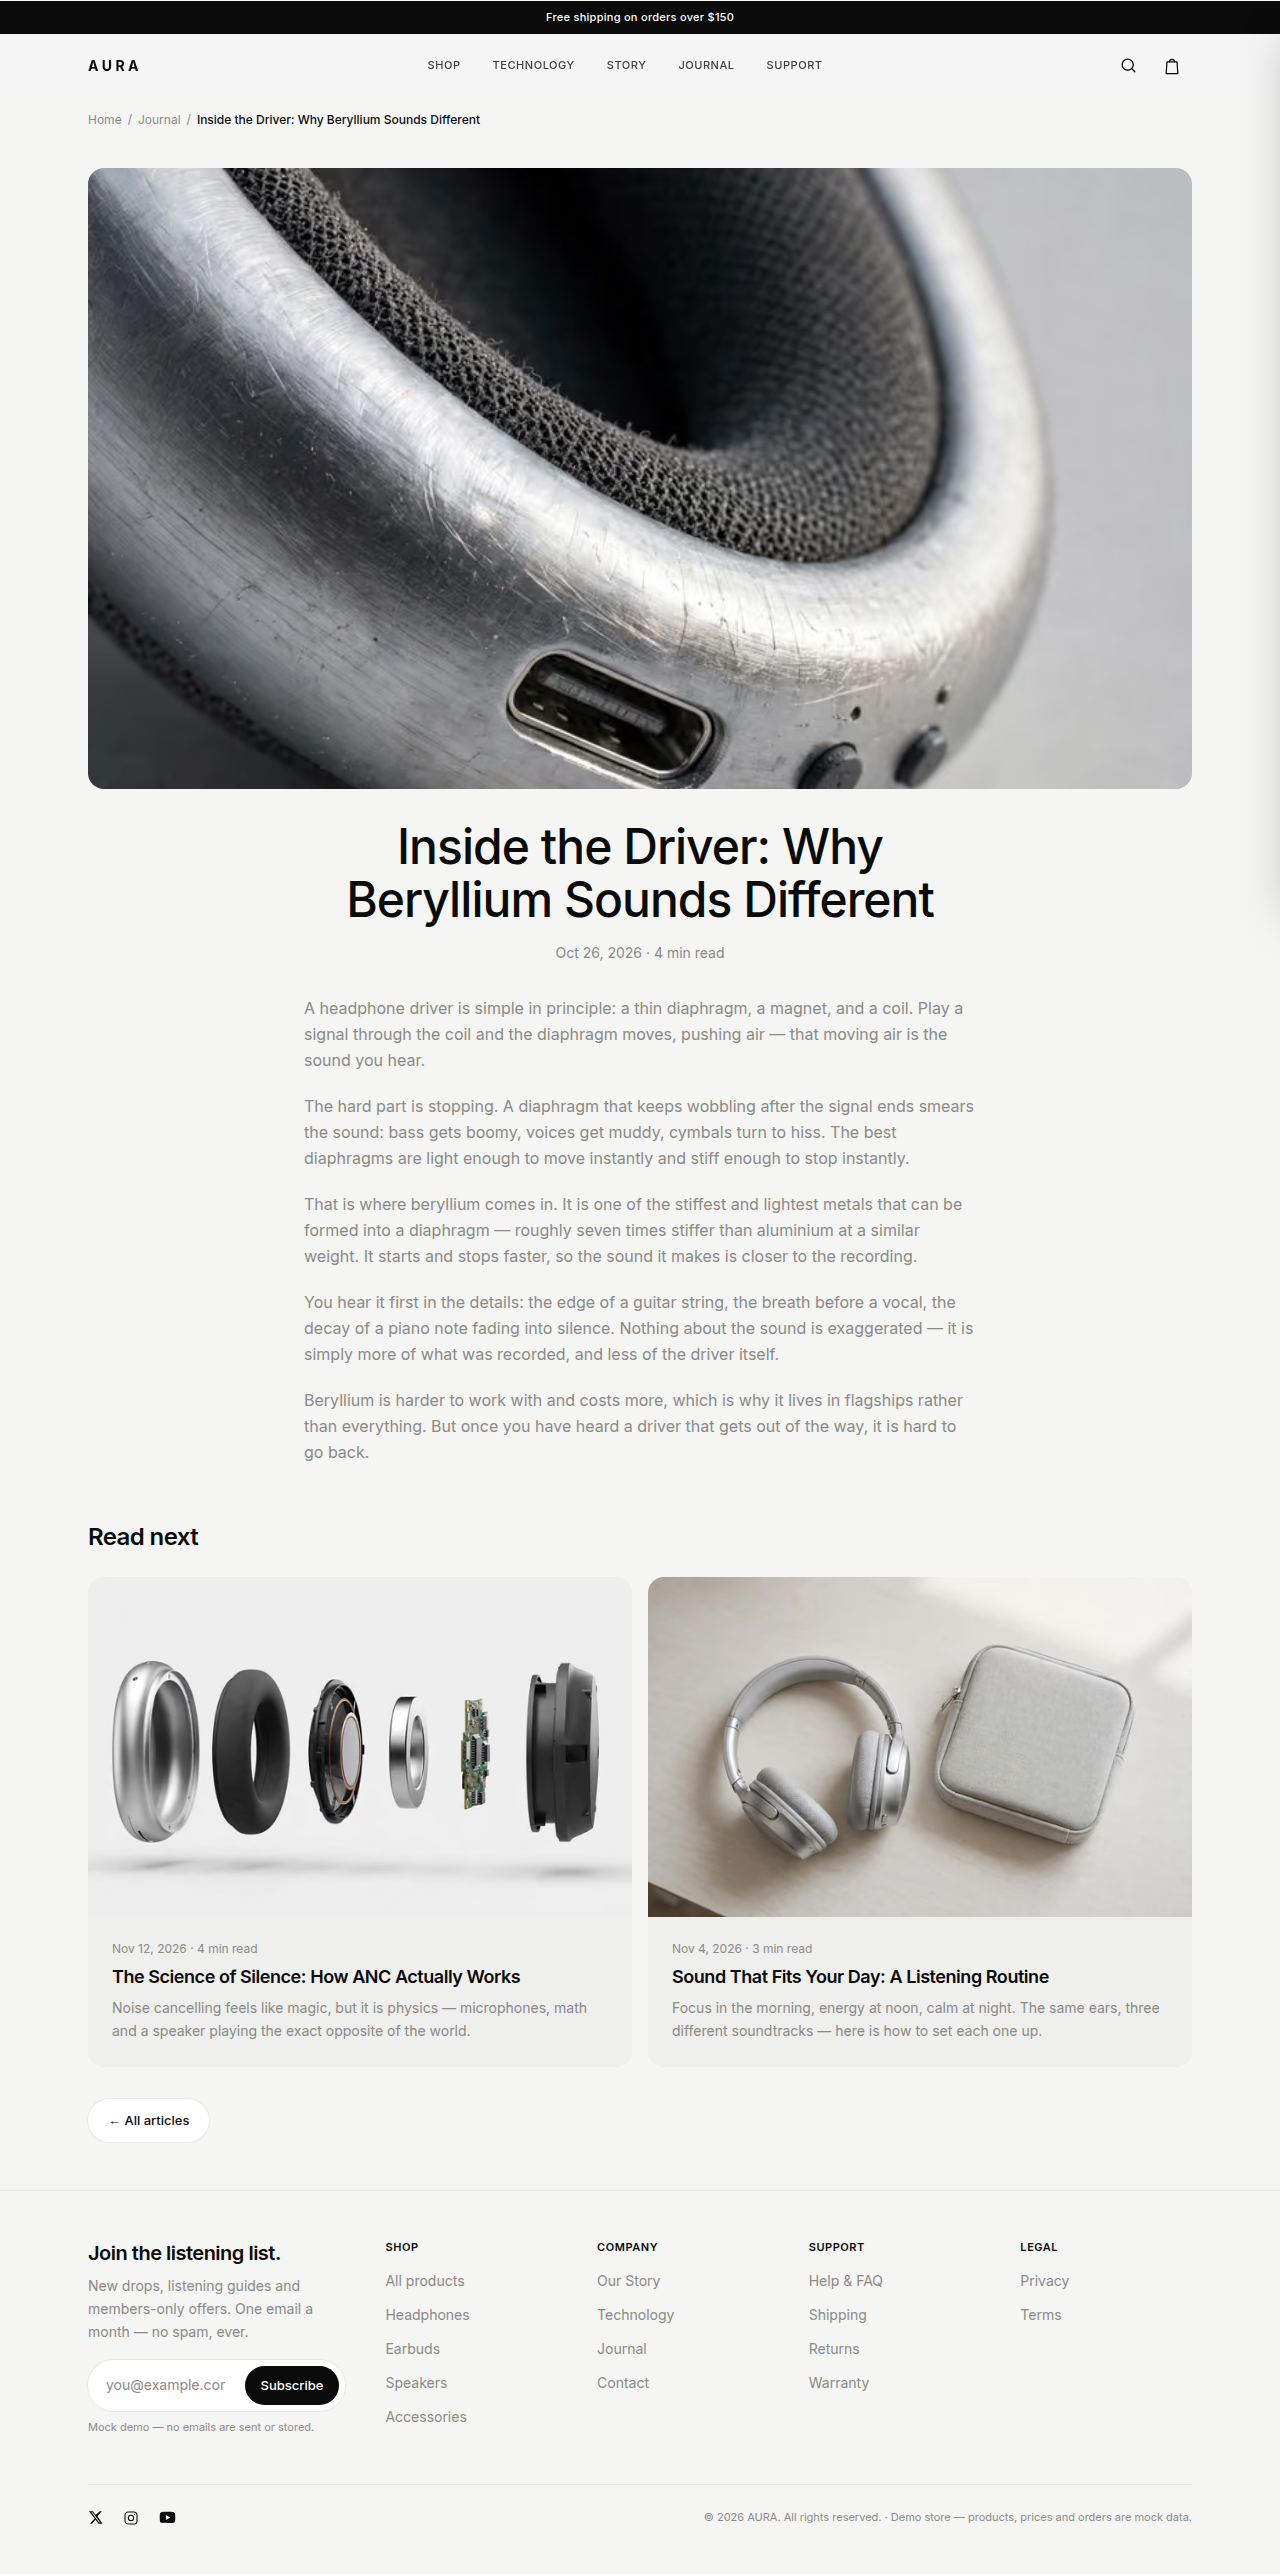 Free shipping on orders over $150
AURA
SHOP TECHNOLOGY STORY JOURNAL SUPPORT
Home / Journal / Inside the Driver: Why Beryllium Sounds Different
Inside the Driver: Why
Beryllium Sounds Different
Oct 26, 2026 · 4 min read
A headphone driver is simple in principle: a thin diaphragm, a magnet, and a coil. Play a
signal through the coil and the diaphragm moves, pushing air — that moving air is the
sound you hear.
The hard part is stopping. A diaphragm that keeps wobbling after the signal ends smears
the sound: bass gets boomy, voices get muddy, cymbals turn to hiss. The best
diaphragms are light enough to move instantly and stiff enough to stop instantly.
That is where beryllium comes in. It is one of the stiffest and lightest metals that can be
formed into a diaphragm — roughly seven times stiffer than aluminium at a similar
weight. It starts and stops faster, so the sound it makes is closer to the recording.
You hear it first in the details: the edge of a guitar string, the breath before a vocal, the
decay of a piano note fading into silence. Nothing about the sound is exaggerated — it is
simply more of what was recorded, and less of the driver itself.
Beryllium is harder to work with and costs more, which is why it lives in flagships rather
than everything. But once you have heard a driver that gets out of the way, it is hard to
go back.
Read next
Nov 12, 2026 · 4 min read
The Science of Silence: How ANC Actually Works
Noise cancelling feels like magic, but it is physics — microphones, math
and a speaker playing the exact opposite of the world.
Nov 4, 2026 · 3 min read
Sound That Fits Your Day: A Listening Routine
Focus in the morning, energy at noon, calm at night. The same ears, three
different soundtracks — here is how to set each one up.
← All articles
Join the listening list.
New drops, listening guides and
members-only offers. One email a
month — no spam, ever.
you@example.cor
Subscribe
Mock demo — no emails are sent or stored.
SHOP
All products
Headphones
Earbuds
Speakers
Accessories
COMPANY
Our Story
Technology
Journal
Contact
SUPPORT
Help & FAQ
Shipping
Returns
Warranty
LEGAL
Privacy
Terms
© 2026 AURA. All rights reserved. · Demo store — products, prices and orders are mock data.